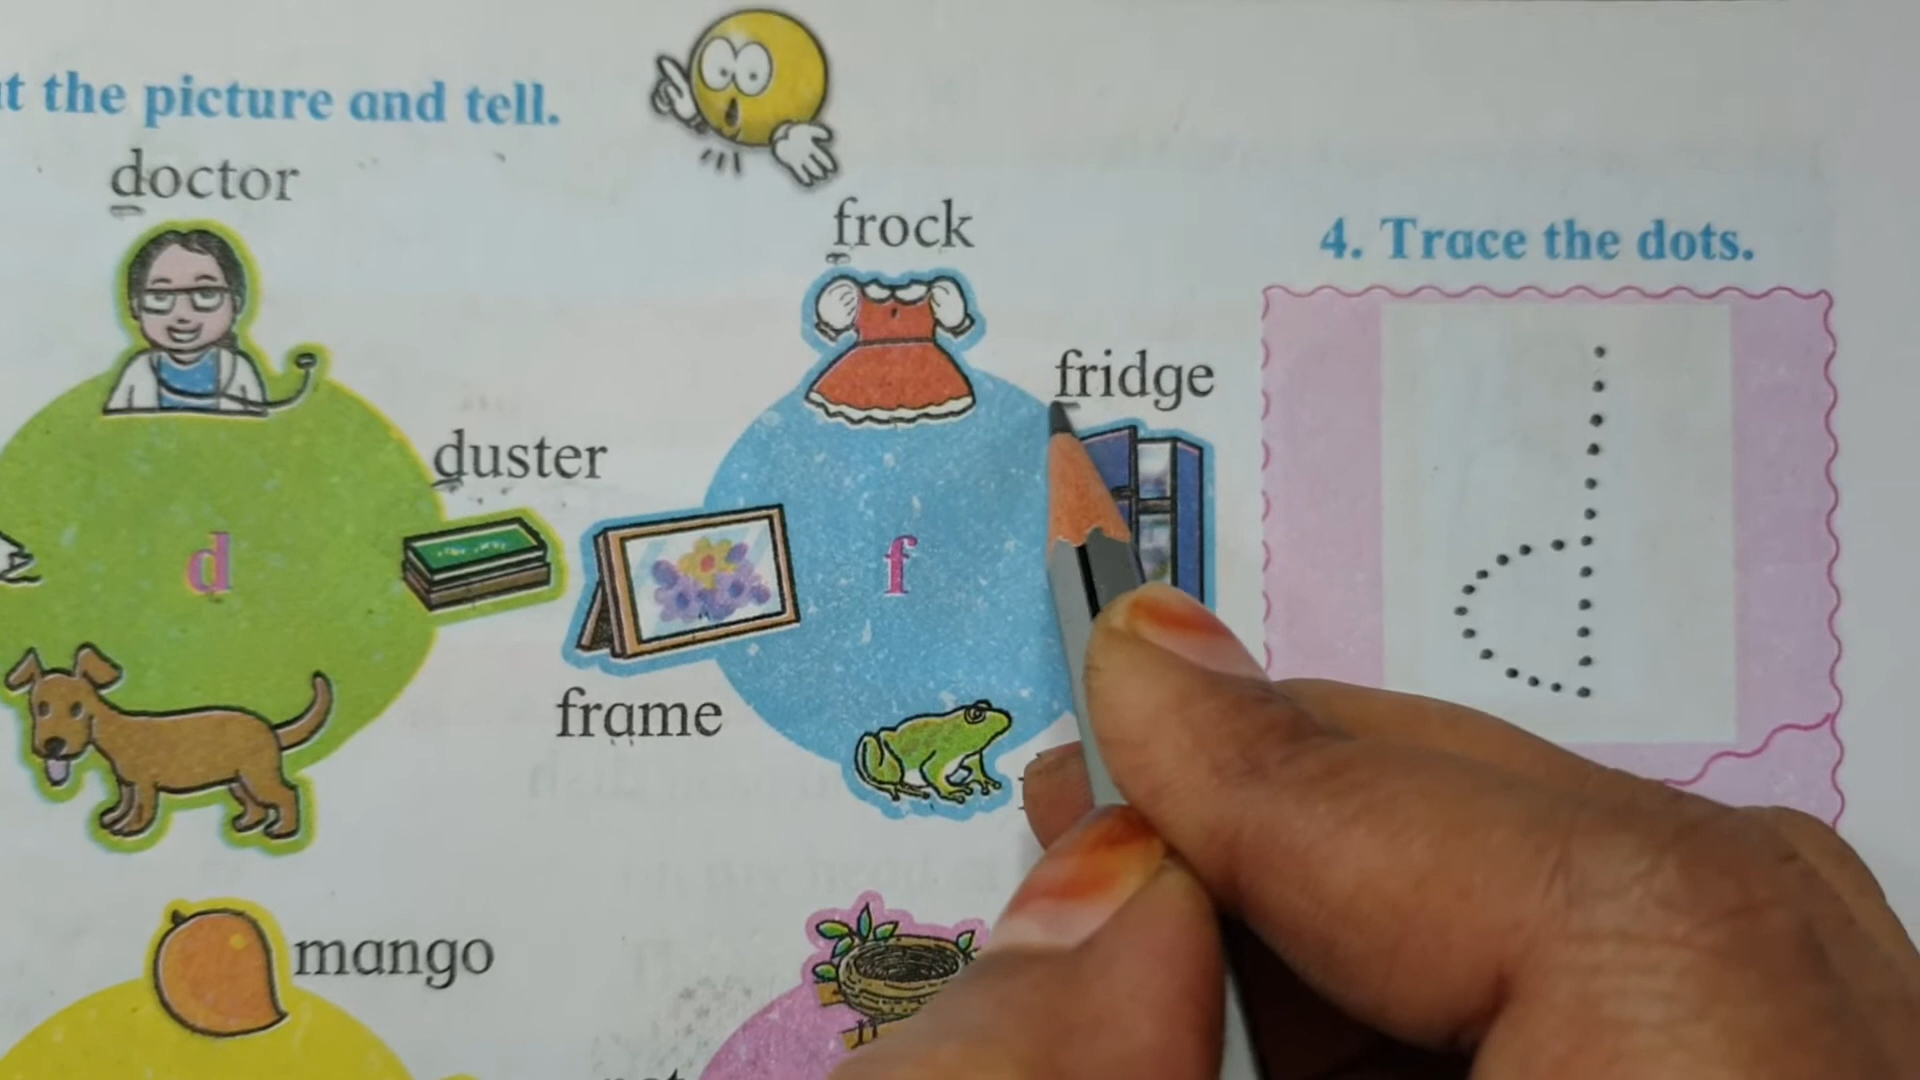 the picture and tell.
doctor
frock
4. Trace the dots.
fridge
duster
d
f
frame
mango